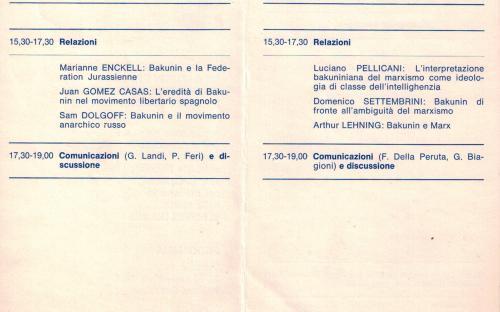 15,30-17,30 Relazioni
Marianne ENCKELL: Bakunin e la Fede-
ration Jurassienne
Juan GOMEZ CASAS: L'eredità di Baku-
nin nel movimento libertario spagnolo
Sam DOLGOFF: Bakunin e il movimento
anarchico russo
17,30-19,00 Comunicazioni (G. Landi, P. Feri) e di-
scussione
15,30-17,30 Relazioni
Luciano PELLICANI: L'interpretazione
bakuniniana del marxismo come ideolo-
gia di classe dell'intellighenzia
Domenico SETTEMBRINI: Bakunin di
fronte all'ambiguità del marxismo
Arthur LEHNING: Bakunin e Marx
17,30-19,00 Comunicazioni (F. Della Peruta, G. Bia-
gioni) e discussione